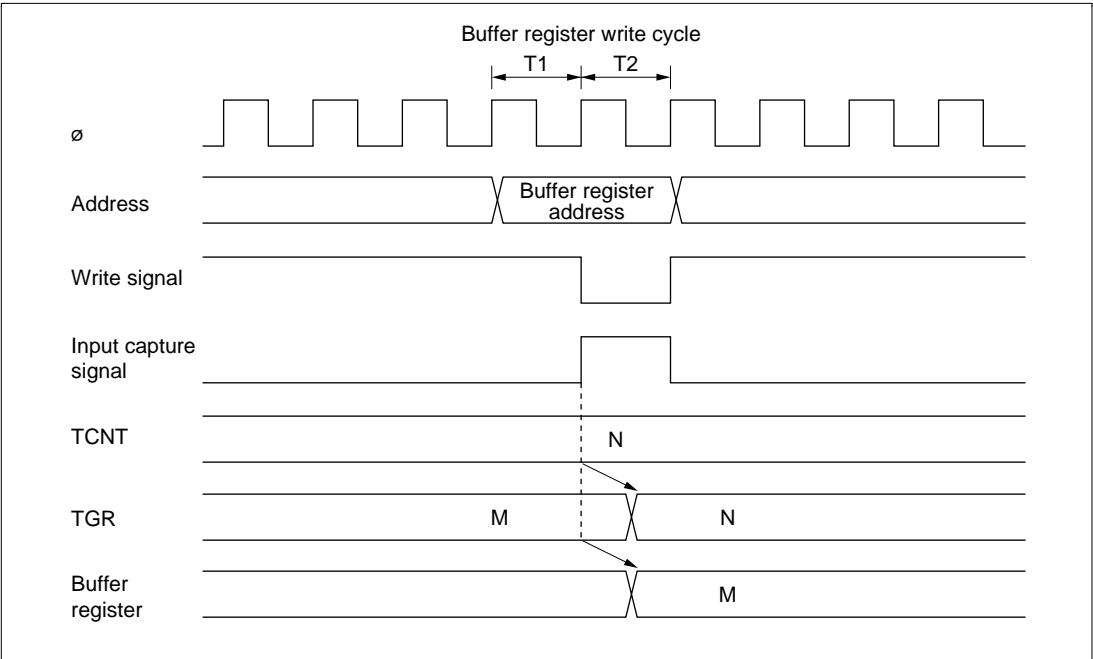 Buffer register write cycle
T1 T2
ø
Address
Buffer register
address
Write signal
Input capture
signal
TCNT
N
TGR
M N
Buffer
register
M